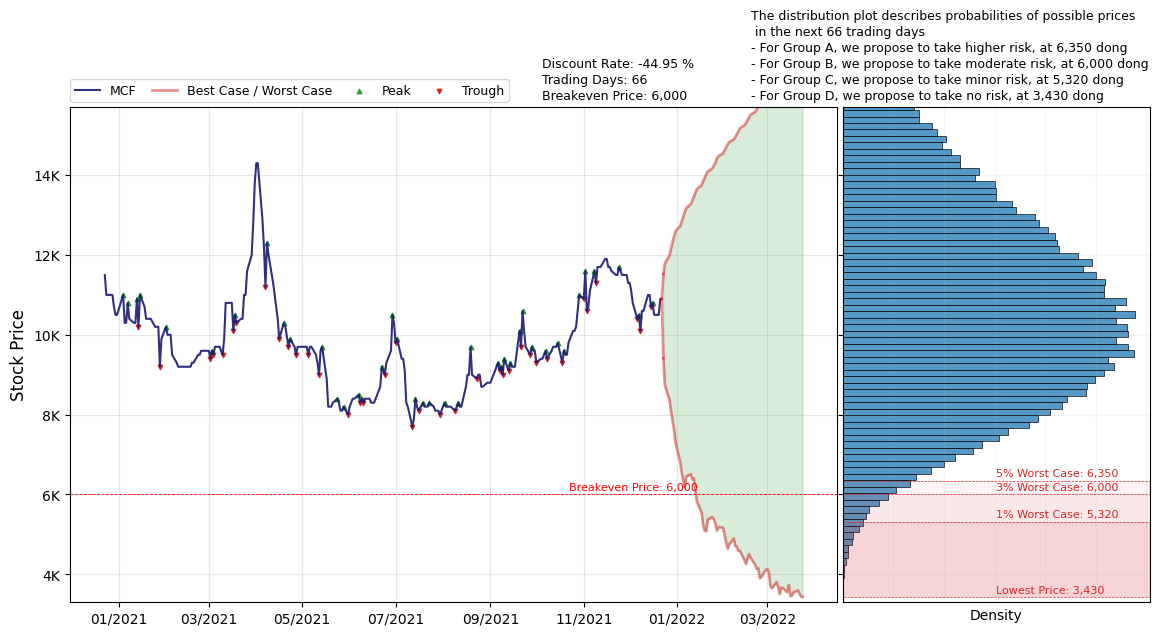 The distribution plot describes probabilities of possible prices
in the next 66 trading days
- For Group A, we propose to take higher risk, at 6,350 dong
- For Group B, we propose to take moderate risk, at 6,000 dong
- For Group C, we propose to take minor risk, at 5,320 dong
- For Group D, we propose to take no risk, at 3,430 dong
Discount Rate: -44.95 %
Trading Days: 66
Breakeven Price: 6,000
MCF
Best Case / Worst Case
Peak
Trough
Stock Price
14K
12K
10K
8K
6K
4K
Breakeven Price: 6,000
5% Worst Case: 6,350
3% Worst Case: 6,000
1% Worst Case: 5,320
Lowest Price: 3,430
01/2021
03/2021
05/2021
07/2021
09/2021
11/2021
01/2022
03/2022
Density